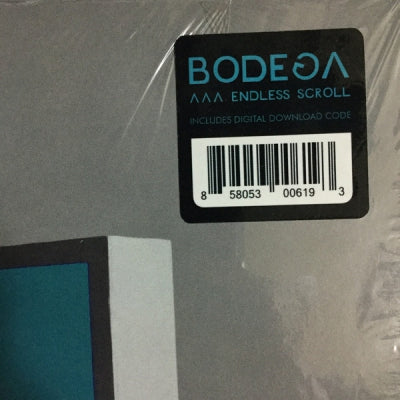 BODEGA
ΛΛΛ ENDLESS SCROLL
INCLUDES DIGITAL DOWNLOAD CODE
8 58053 00619 3